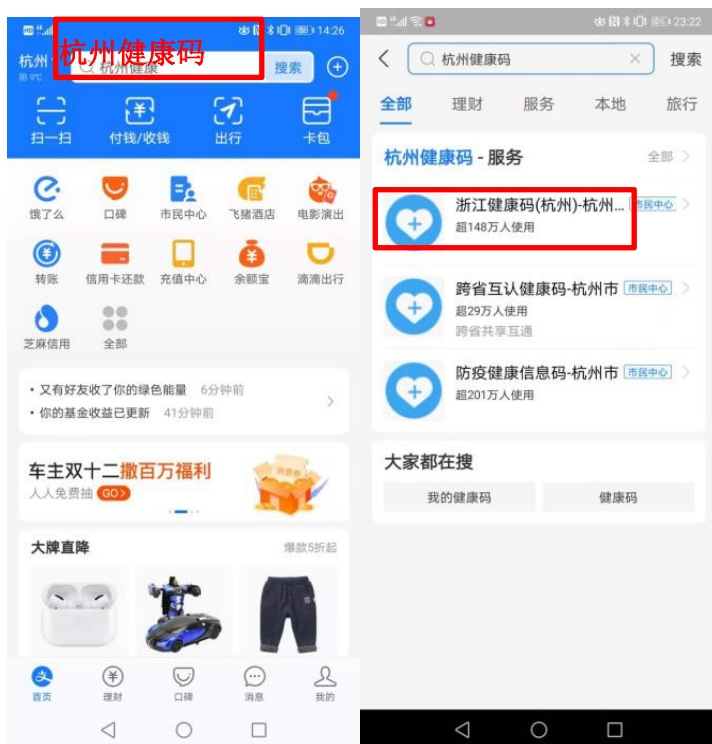 14:26
杭州
杭州健康码
杭州健康
搜索
扫一扫
付钱/收钱
出行
卡包
饿了么
口碑
市民中心
飞猪酒店
电影演出
转账
信用卡还款
充值中心
余额宝
滴滴出行
芝麻信用
全部
· 又有好友收了你的绿色能量 6分钟前
· 你的基金收益已更新 41分钟前
车主双十二撒百万福利
人人免费抽 GO>
大牌直降
爆款5折起
首页
理财
口碑
消息
我的
23:22
杭州健康码
搜索
全部
理财
服务
本地
旅行
杭州健康码 - 服务
全部
浙江健康码(杭州)-杭州... 市民中心
超148万人使用
跨省互认健康码-杭州市 市民中心
超29万人使用
跨省共享互通
防疫健康信息码-杭州市 市民中心
超201万人使用
大家都在搜
我的健康码
健康码